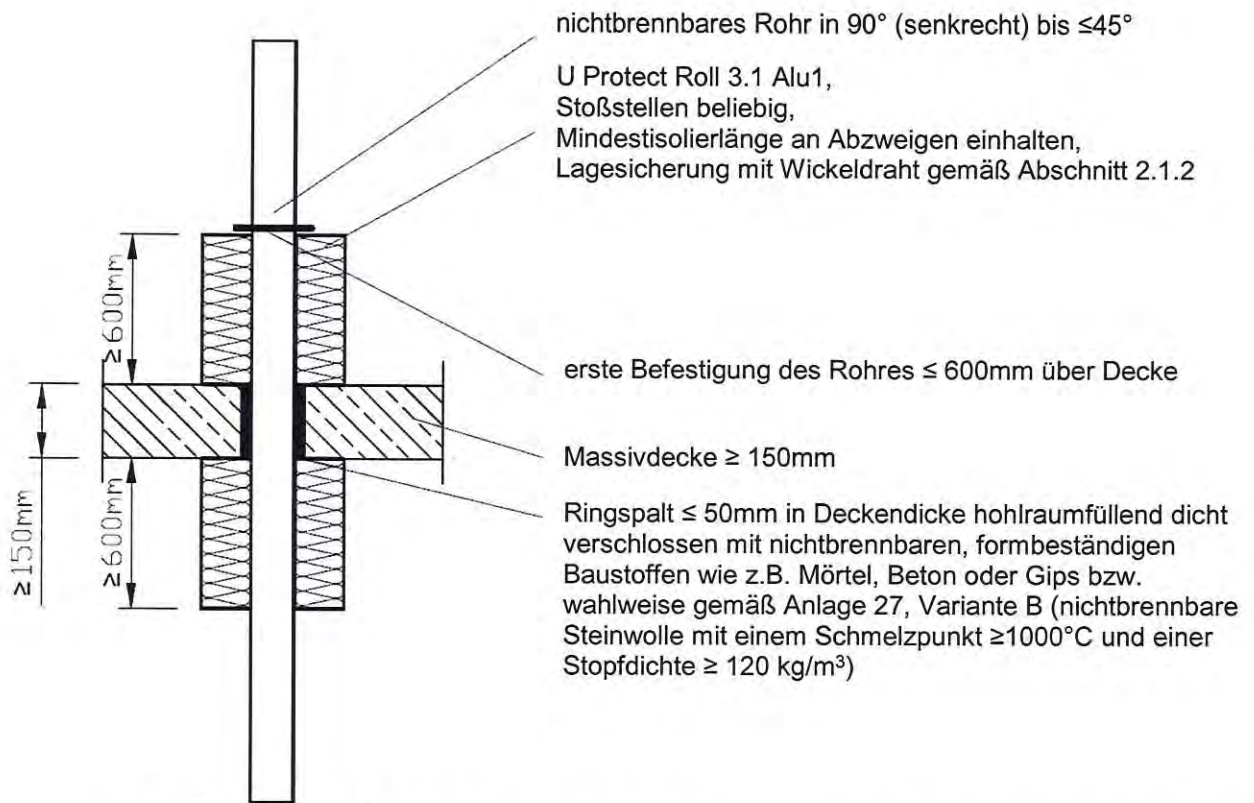 nichtbrennbares Rohr in 90° (senkrecht) bis ≤45°
U Protect Roll 3.1 Alu1,
Stoßstellen beliebig,
Mindestisolierlänge an Abzweigen einhalten,
Lagesicherung mit Wickeldraht gemäß Abschnitt 2.1.2
≥600mm
erste Befestigung des Rohres ≤ 600mm über Decke
≥150mm
Massivdecke ≥ 150mm
≥600mm
Ringspalt ≤ 50mm in Deckendicke hohlraumfüllend dicht
verschlossen mit nichtbrennbaren, formbeständigen
Baustoffen wie z.B. Mörtel, Beton oder Gips bzw.
wahlweise gemäß Anlage 27, Variante B (nichtbrennbare
Steinwolle mit einem Schmelzpunkt ≥1000°C und einer
Stopfdichte ≥ 120 kg/m³)